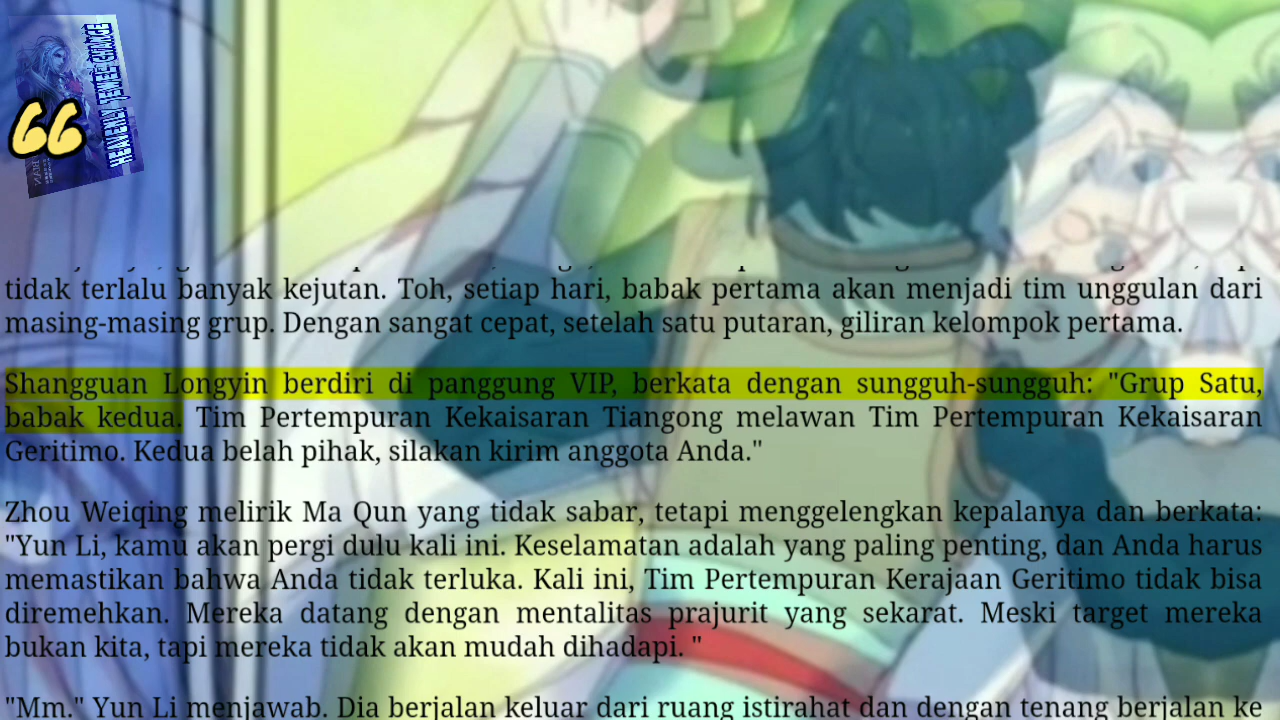 HEAVENLY JEWEL CHANGE
66
tidak terlalu banyak kejutan. Toh, setiap hari, babak pertama akan menjadi tim unggulan dari
masing-masing grup. Dengan sangat cepat, setelah satu putaran, giliran kelompok pertama.
Shangguan Longyin berdiri di panggung VIP, berkata dengan sungguh-sungguh: "Grup Satu,
babak kedua. Tim Pertempuran Kekaisaran Tiangong melawan Tim Pertempuran Kekaisaran
Geritimo. Kedua belah pihak, silakan kirim anggota Anda."
Zhou Weiqing melirik Ma Qun yang tidak sabar, tetapi menggelengkan kepalanya dan berkata:
"Yun Li, kamu akan pergi dulu kali ini. Keselamatan adalah yang paling penting, dan Anda harus
memastikan bahwa Anda tidak terluka. Kali ini, Tim Pertempuran Kerajaan Geritimo tidak bisa
diremehkan. Mereka datang dengan mentalitas prajurit yang sekarat. Meski target mereka
bukan kita, tapi mereka tidak akan mudah dihadapi. "
"Mm." Yun Li menjawab. Dia berjalan keluar dari ruang istirahat dan dengan tenang berjalan ke